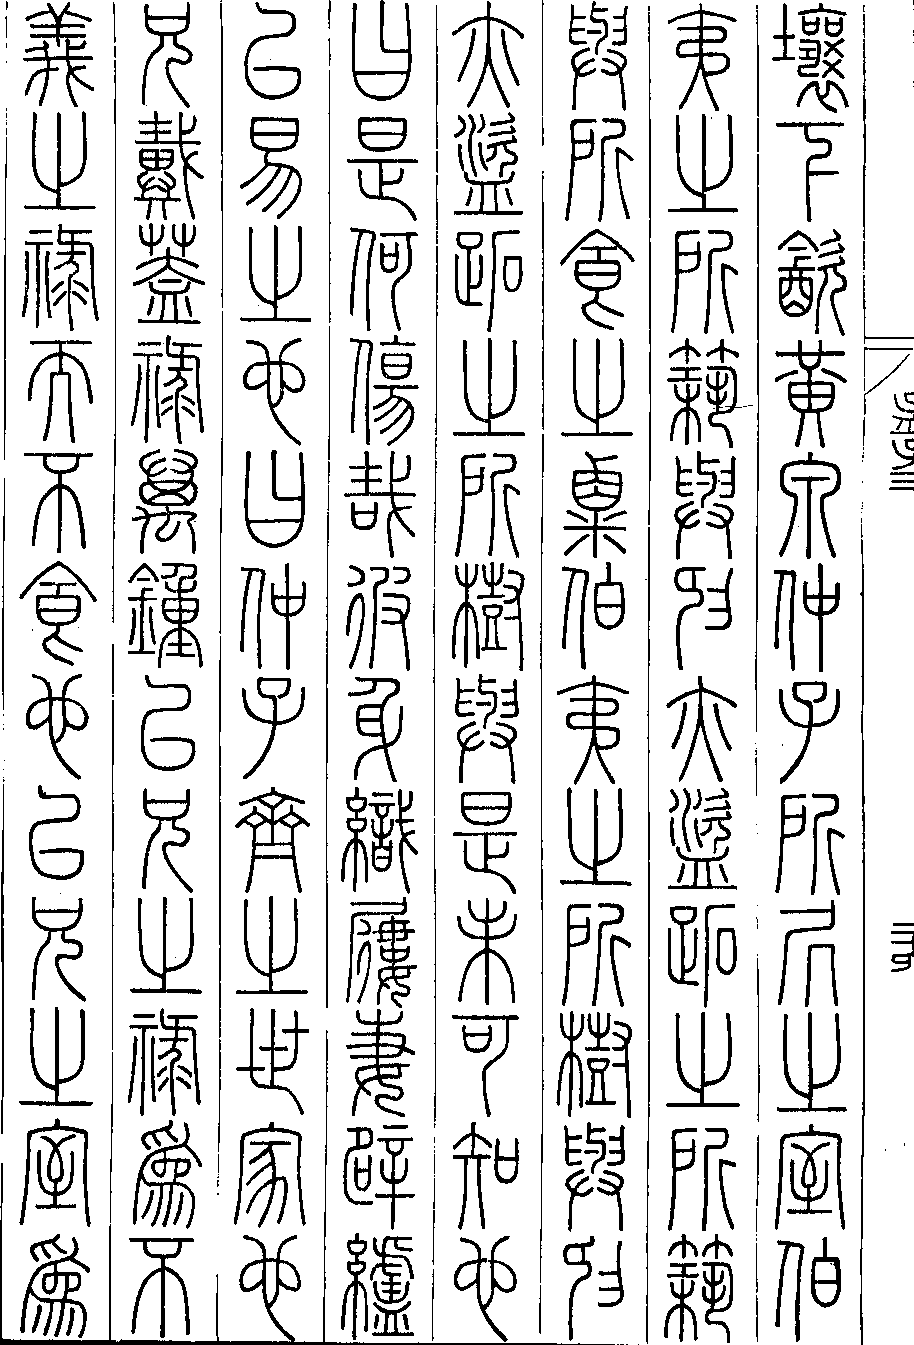 壤下飲黃泉仲子所居之室伯
夷之所築與抑亦盜跖之所築
與所食之粟伯夷之所樹與抑
亦盜跖之所樹與是未可知也
曰是何傷哉彼身織屨妻辟纑
以易之也曰仲子齊之世家也
兄戴蓋祿萬鍾以兄之祿為不
義之祿而不食也以兄之室為